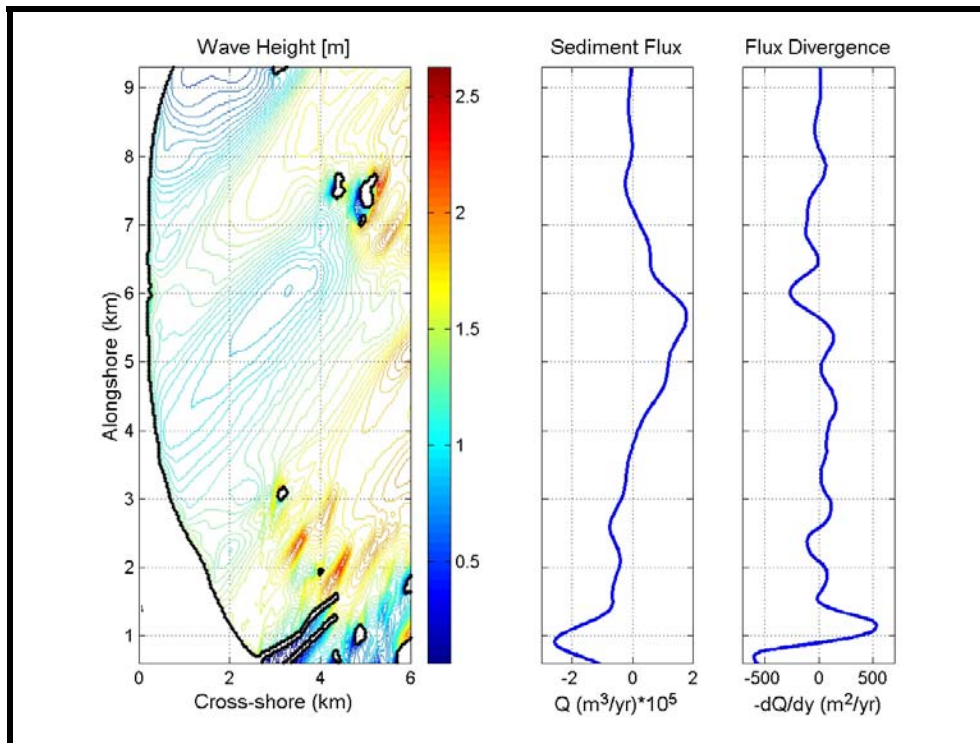 Wave Height [m]
Sediment Flux
Flux Divergence
9
8
7
6
5
4
3
2
1
Alongshore (km)
0 2 4 6
Cross-shore (km)
2.5
2
1.5
1
0.5
-2 0 2
Q (m³/yr)*10⁵
-500 0 500
-dQ/dy (m²/yr)